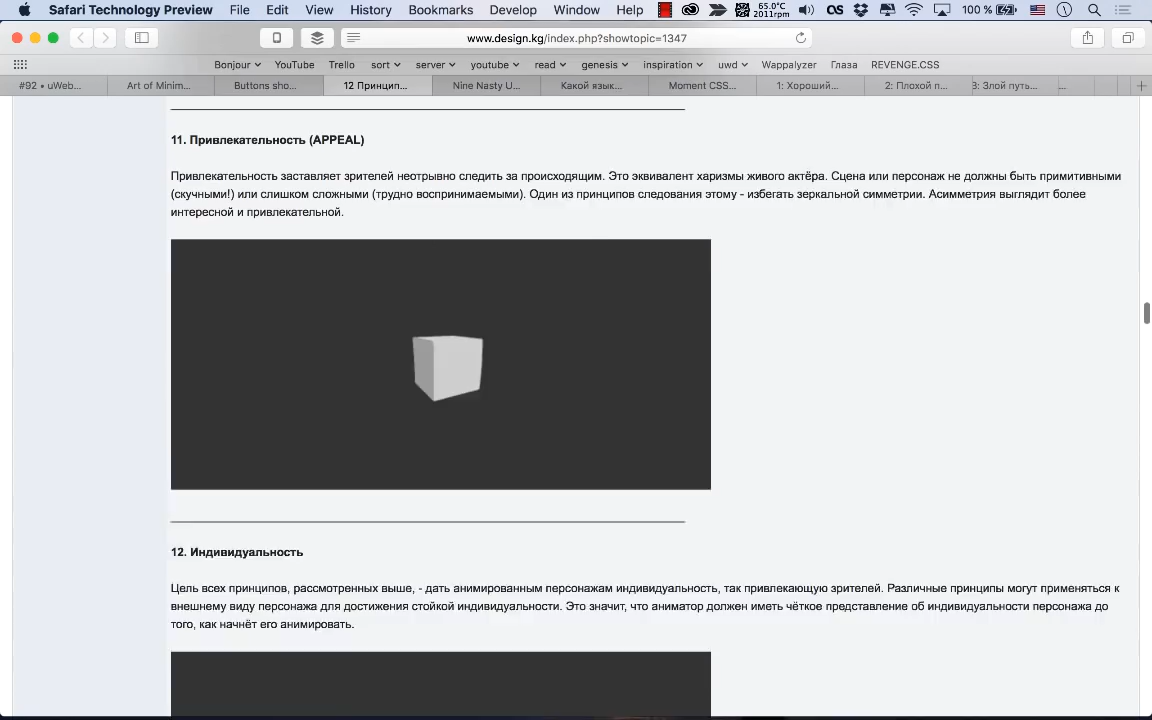 Safari Technology Preview File Edit View History Bookmarks Develop Window Help 65.0°C 2011rpm 100 %
www.design.kg/index.php?showtopic=1347
Bonjour YouTube Trello sort server youtube read genesis inspiration uwd Wappalyzer Глаза REVENGE.CSS
#92 • uWeb... Art of Minim... Buttons sho... 12 Принцип... Nine Nasty U... Какой язык... Moment CSS... 1: Хороший... 2: Плохой п... 3: Злой путь... ...
11. Привлекательность (APPEAL)
Привлекательность заставляет зрителей неотрывно следить за происходящим. Это эквивалент харизмы живого актёра. Сцена или персонаж не должны быть примитивными
(скучными!) или слишком сложными (трудно воспринимаемыми). Один из принципов следования этому - избегать зеркальной симметрии. Асимметрия выглядит более
интересной и привлекательной.
12. Индивидуальность
Цель всех принципов, рассмотренных выше, - дать анимированным персонажам индивидуальность, так привлекающую зрителей. Различные принципы могут применяться к
внешнему виду персонажа для достижения стойкой индивидуальности. Это значит, что аниматор должен иметь чёткое представление об индивидуальности персонажа до
того, как начнёт его анимировать.